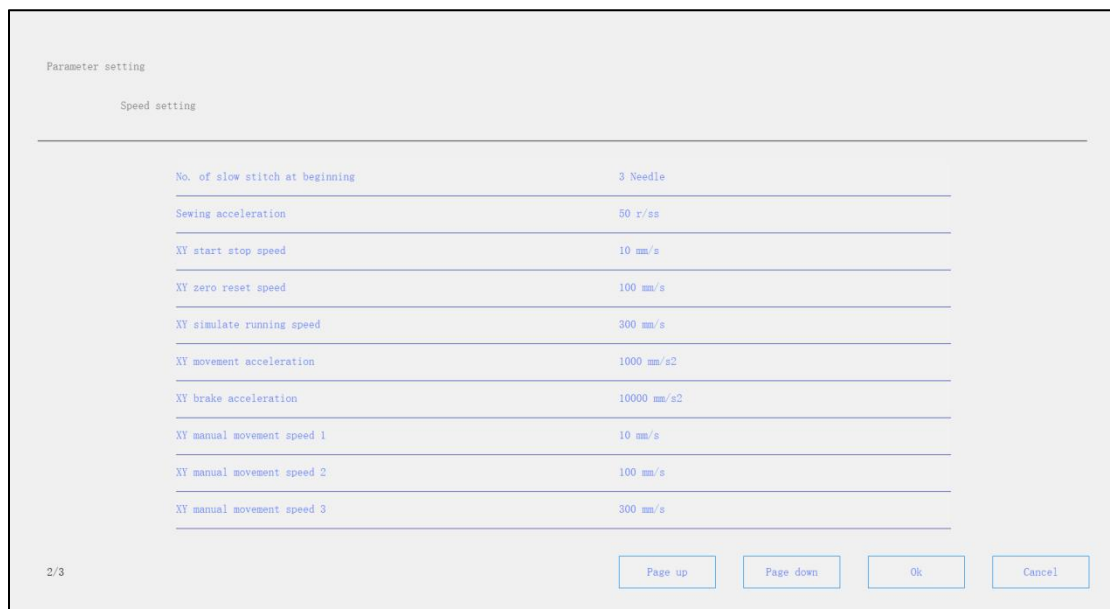 Parameter setting
Speed setting
No. of slow stitch at beginning 3 Needle
Sewing acceleration 50 r/ss
XY start stop speed 10 mm/s
XY zero reset speed 100 mm/s
XY simulate running speed 300 mm/s
XY movement acceleration 1000 mm/s2
XY brake acceleration 10000 mm/s2
XY manual movement speed 1 10 mm/s
XY manual movement speed 2 100 mm/s
XY manual movement speed 3 300 mm/s
2/3 Page up Page down Ok Cancel